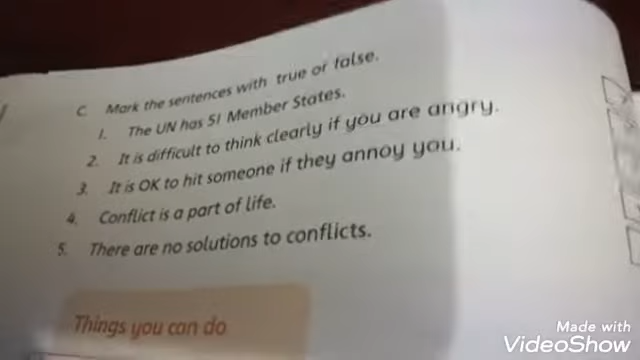 C. Mark the sentences with true or false.
1. The UN has 51 Member States.
2. It is difficult to think clearly if you are angry.
3. It is OK to hit someone if they annoy you.
4. Conflict is a part of life.
5. There are no solutions to conflicts.
Things you can do
Made with
VideoShow